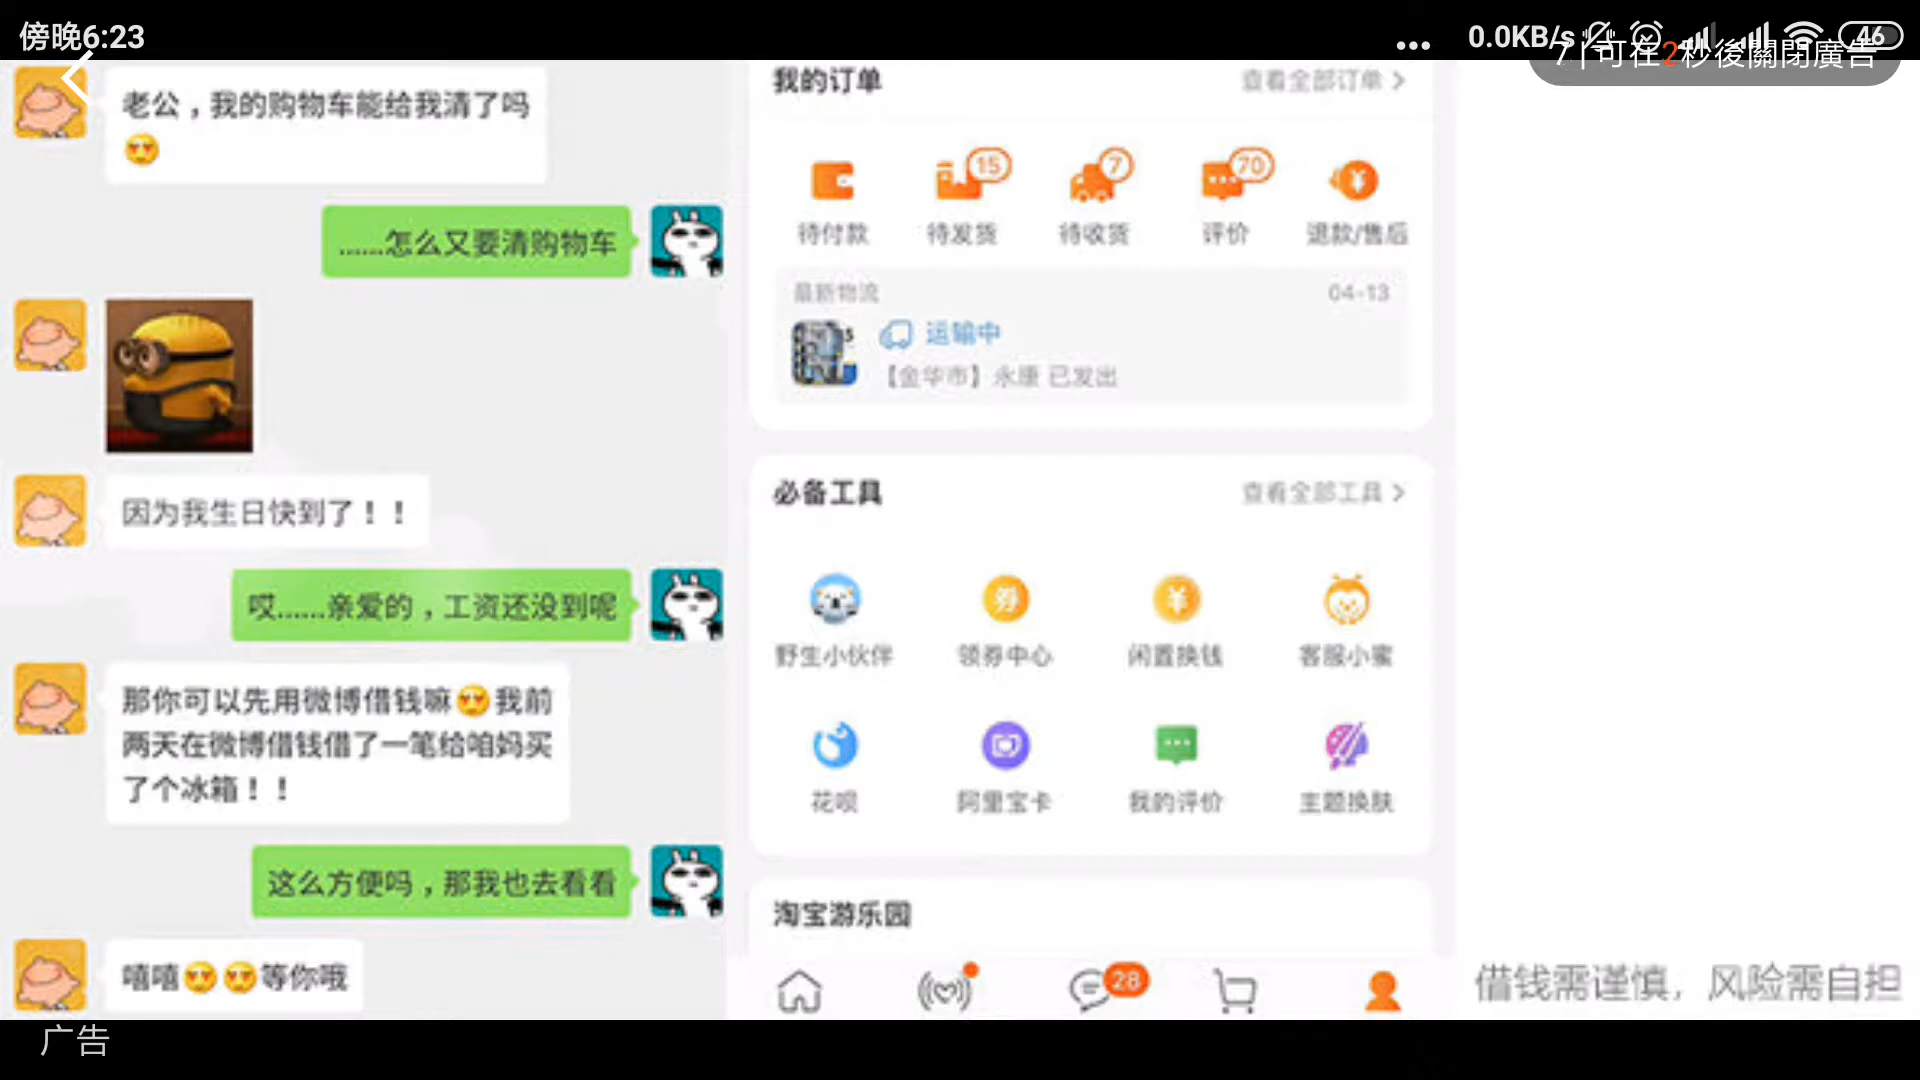 傍晚6:23
0.0KB/s
46
7 | 可在2秒後關閉廣告
老公，我的购物车能给我清了吗
……怎么又要清购物车
因为我生日快到了！！
哎……亲爱的，工资还没到呢
那你可以先用微博借钱嘛我前
两天在微博借钱借了一笔给咱妈买
了个冰箱！！
这么方便吗，那我也去看看
嘻嘻等你哦
我的订单
查看全部订单
15
7
70
待付款
待发货
待收货
评价
退款/售后
最新物流
04-13
运输中
【金华市】永康 已发出
必备工具
查看全部工具
券
野生小伙伴
领券中心
闲置换钱
客服小蜜
花呗
阿里宝卡
我的评价
主题换肤
淘宝游乐园
28
借钱需谨慎，风险需自担
广告